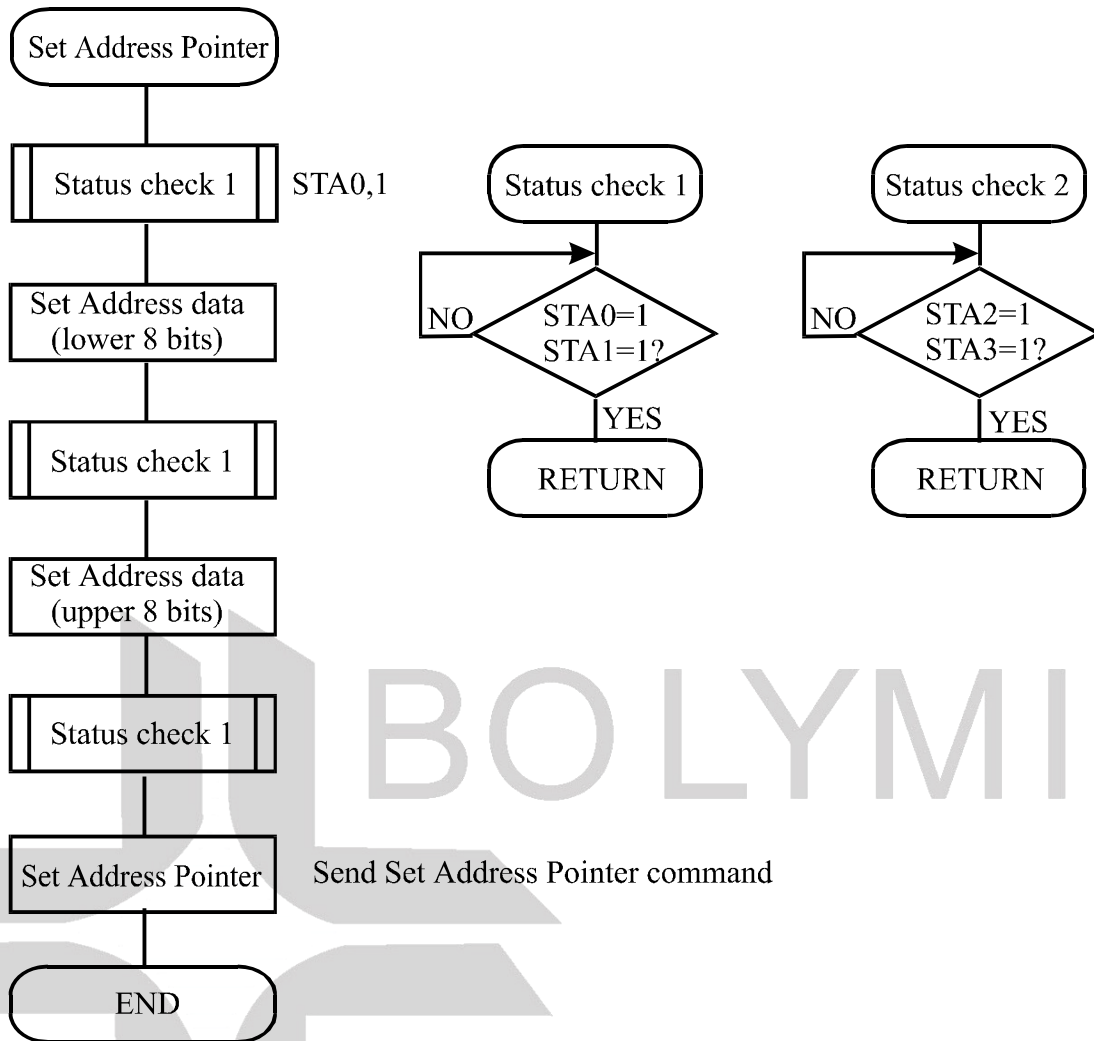 Set Address Pointer
Status check 1
STA0,1
Set Address data
(lower 8 bits)
Status check 1
Set Address data
(upper 8 bits)
Status check 1
Set Address Pointer
Send Set Address Pointer command
END
Status check 1
NO
STA0=1
STA1=1?
YES
RETURN
Status check 2
NO
STA2=1
STA3=1?
YES
RETURN
BOLYMI